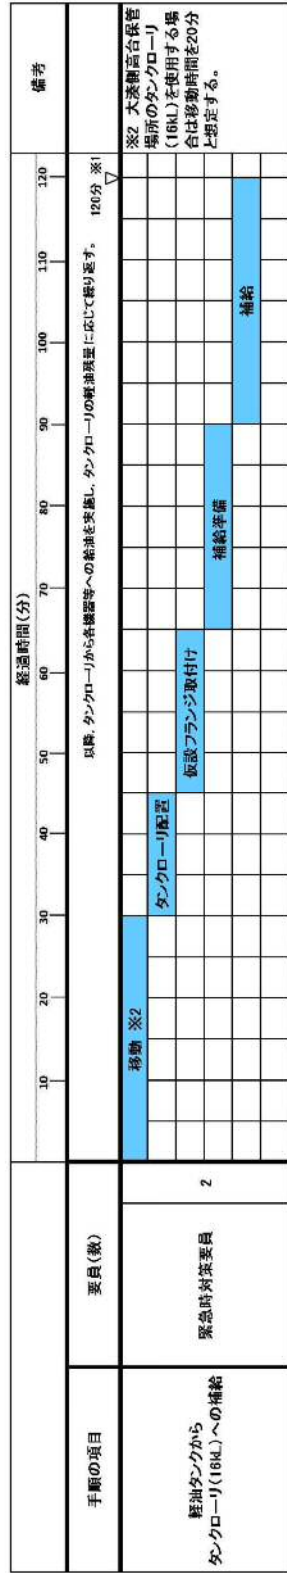 手順の項目
要員(数)
経過時間(分)
備考
10 20 30 40 50 60 70 80 90 100 110 120
以降，タンクローリから各機器等への給油を実施し，タンクローリの軽油残量に応じて繰り返す。
120分 ※1
軽油タンクから
タンクローリ(16kL)への補給
緊急時対策要員
2
移動 ※2
タンクローリ配置
仮設フランジ取付け
補給準備
補給
※2 大湊側高台保管
場所のタンクローリ
(16kL)を使用する場
合は移動時間を20分
と想定する。